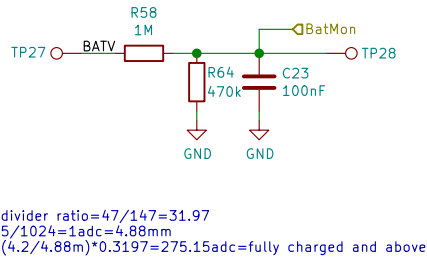 R58
1M
BatMon
TP27
BATV
TP28
R64
470k
C23
100nF
GND
GND
divider ratio=47/147=31.97
5/1024=1adc=4.88mm
(4.2/4.88m)*0.3197=275.15adc=fully charged and above